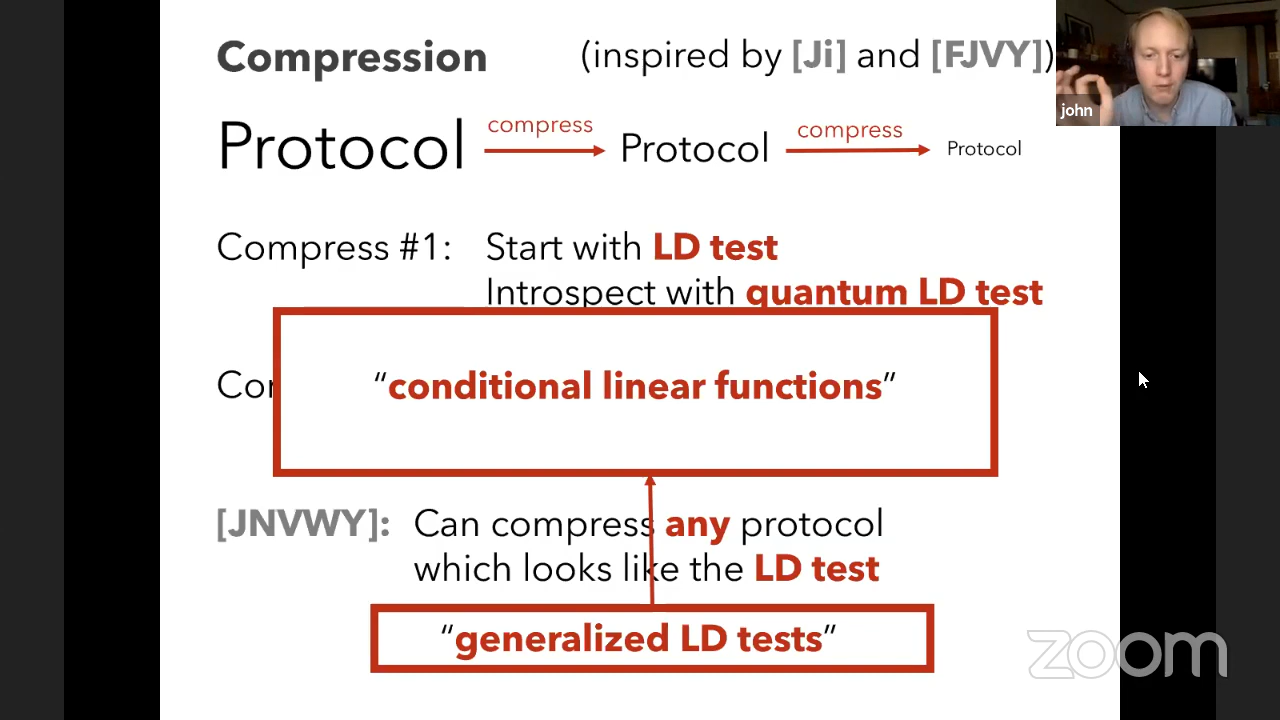 Compression (inspired by [Ji] and [FJVY])
john
Protocol compress Protocol compress Protocol
Compress #1: Start with LD test
Introspect with quantum LD test
Cor "conditional linear functions"
[JNVWY]: Can compress any protocol
which looks like the LD test
"generalized LD tests"
zoom